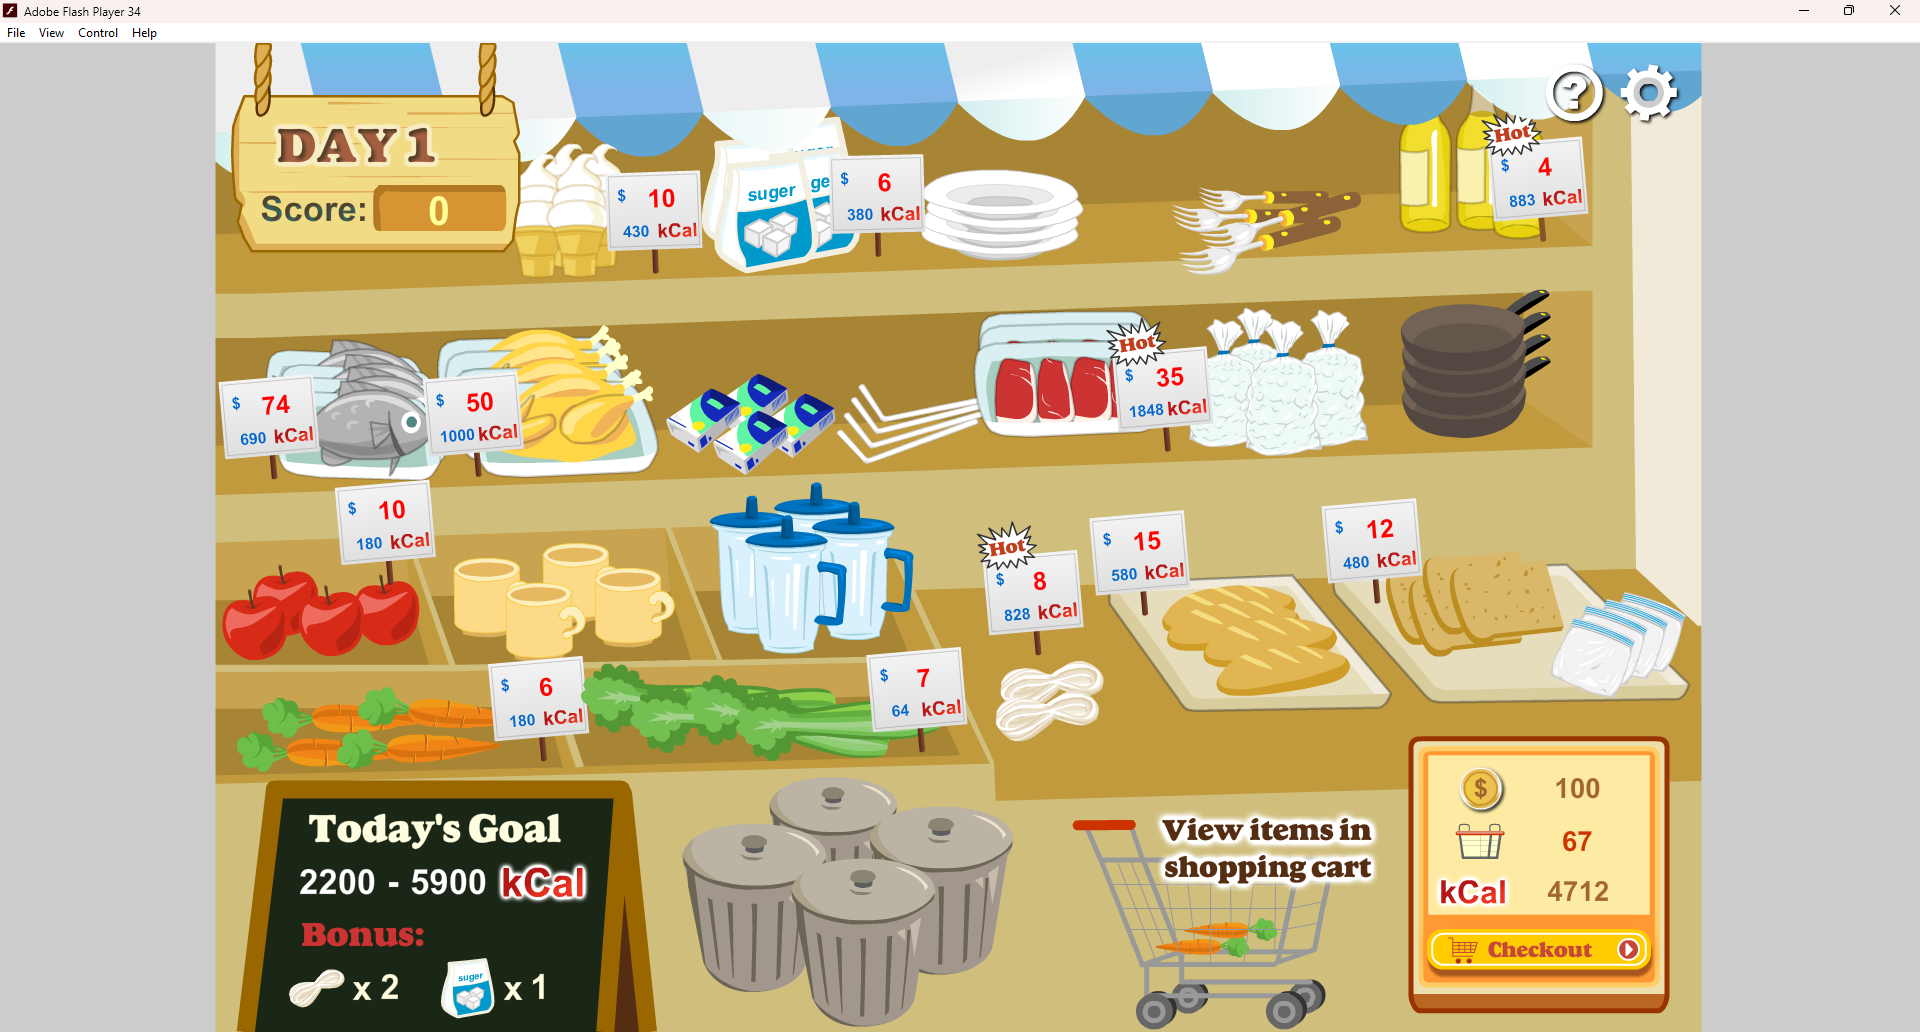 Adobe Flash Player 34
File View Control Help
DAY 1
Score: 0
$ 10
430 kCal
suger
suger
$ 6
380 kCal
Hot
$ 4
883 kCal
$ 74
690 kCal
$ 50
1000 kCal
Hot
$ 35
1848 kCal
$ 10
180 kCal
Hot
$ 8
828 kCal
$ 15
580 kCal
$ 12
480 kCal
$ 6
180 kCal
$ 7
64 kCal
Today's Goal
2200 - 5900 kCal
Bonus:
x 2
suger
x 1
View items in
shopping cart
$ 100
67
kCal 4712
Checkout